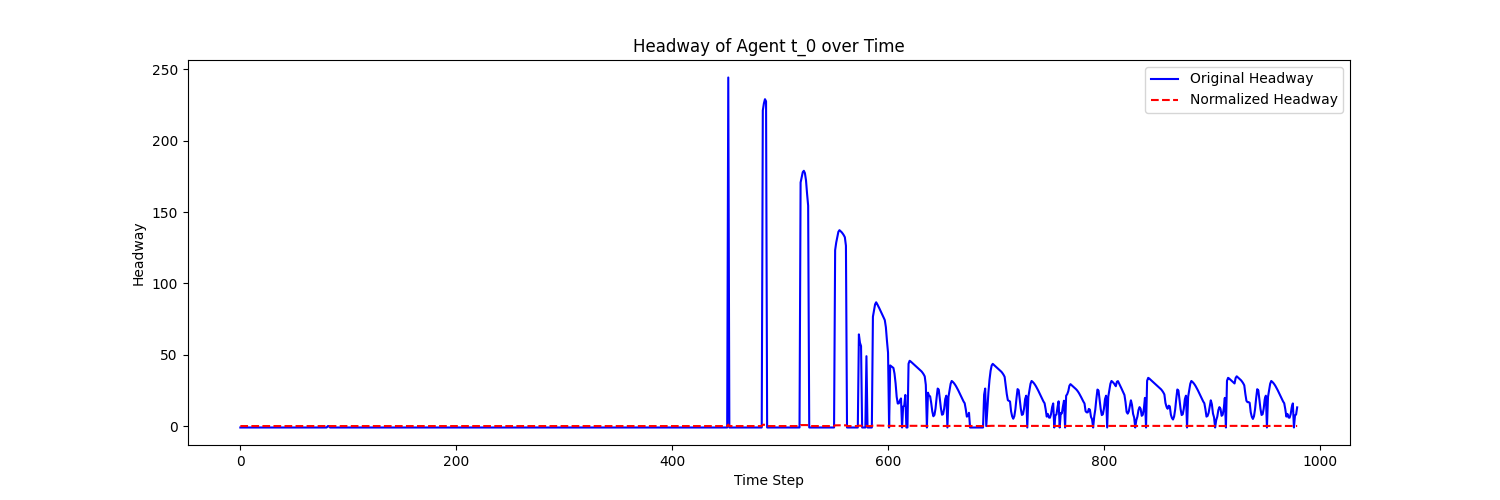 Headway of Agent t_0 over Time
Original Headway
Normalized Headway
Headway
250
200
150
100
50
0
0
200
400
600
800
1000
Time Step